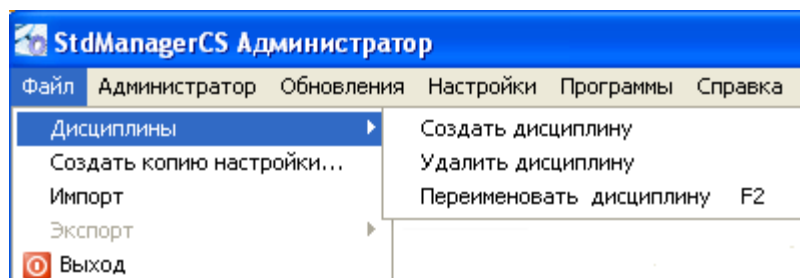 StdManagerCS Администратор
Файл Администратор Обновления Настройки Программы Справка
Дисциплины Создать дисциплину
Создать копию настройки... Удалить дисциплину
Импорт Переименовать дисциплину F2
Экспорт
Выход